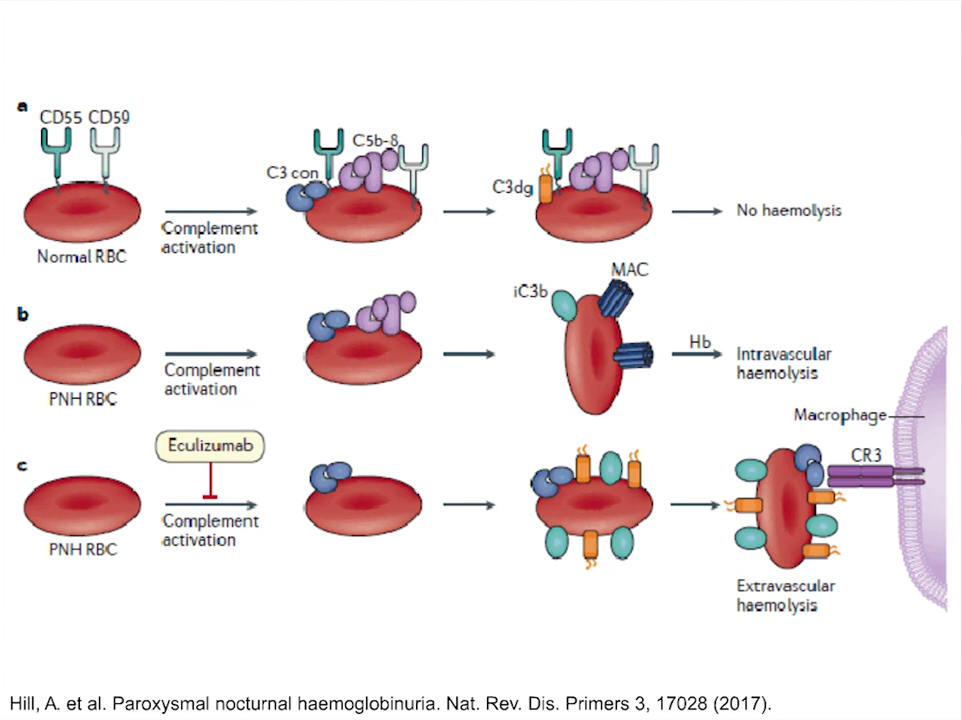 a
CD55 CD59
C5b-8
C3 con
C3dg
Complement
activation
No haemolysis
Normal RBC
b
iC3b
MAC
Hb
Complement
activation
Intravascular
haemolysis
PNH RBC
Macrophage
c
Eculizumab
CR3
Complement
activation
PNH RBC
Extravascular
haemolysis
Hill, A. et al. Paroxysmal nocturnal haemoglobinuria. Nat. Rev. Dis. Primers 3, 17028 (2017).